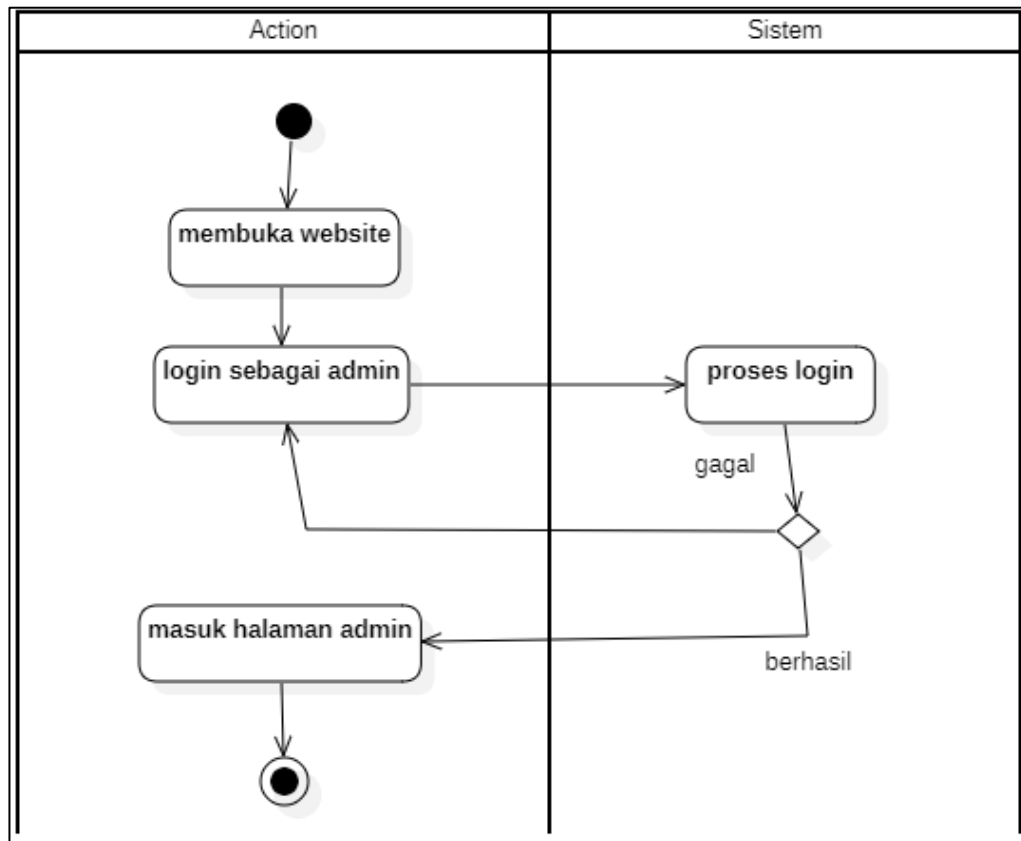 Action
Sistem
membuka website
login sebagai admin
proses login
gagal
masuk halaman admin
berhasil